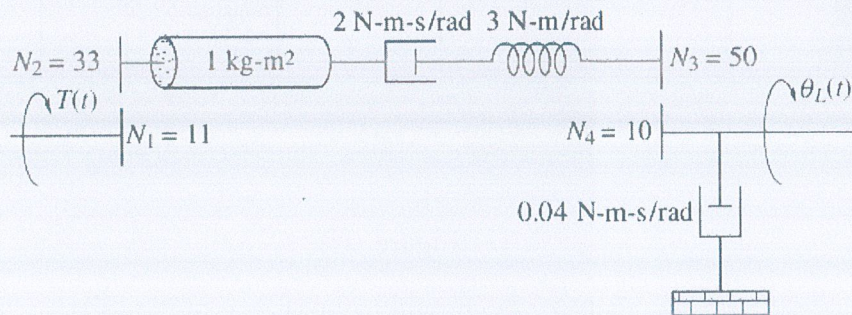 2 N-m-s/rad 3 N-m/rad
N₂ = 33 1 kg-m² N₃ = 50
T(t) θ_L(t)
N₁ = 11 N₄ = 10
0.04 N-m-s/rad